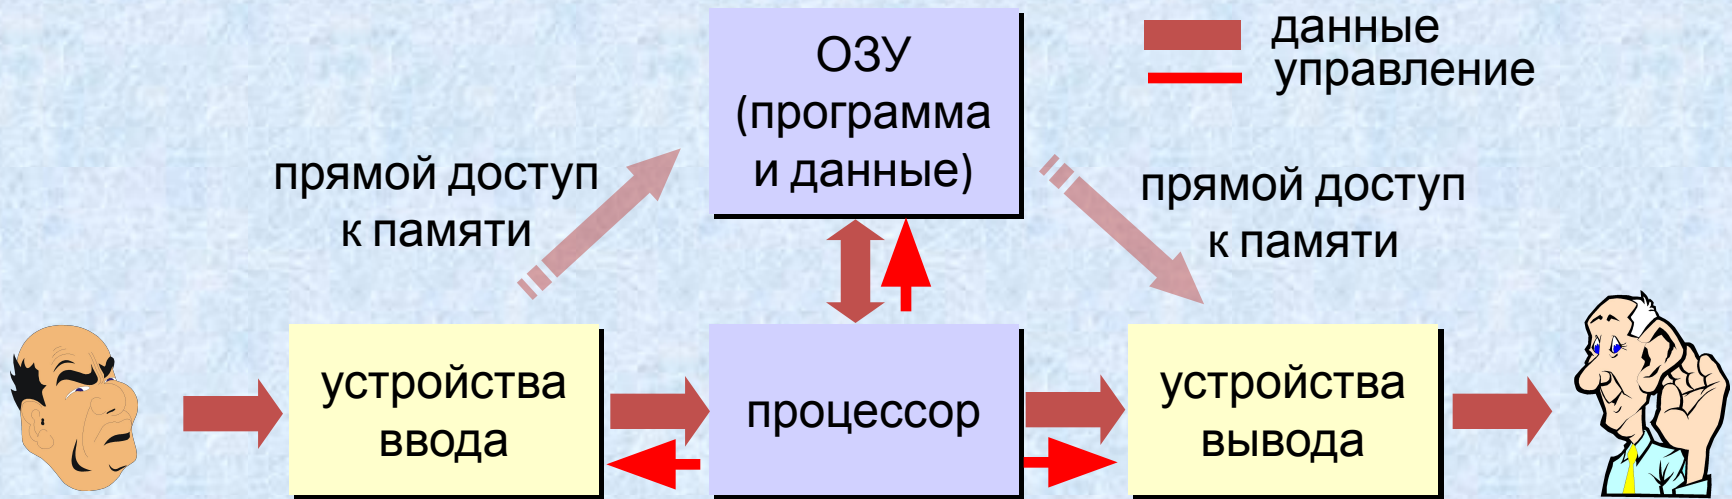 ОЗУ
(программа
и данные)
данные
управление
прямой доступ
к памяти
прямой доступ
к памяти
устройства
ввода
процессор
устройства
вывода